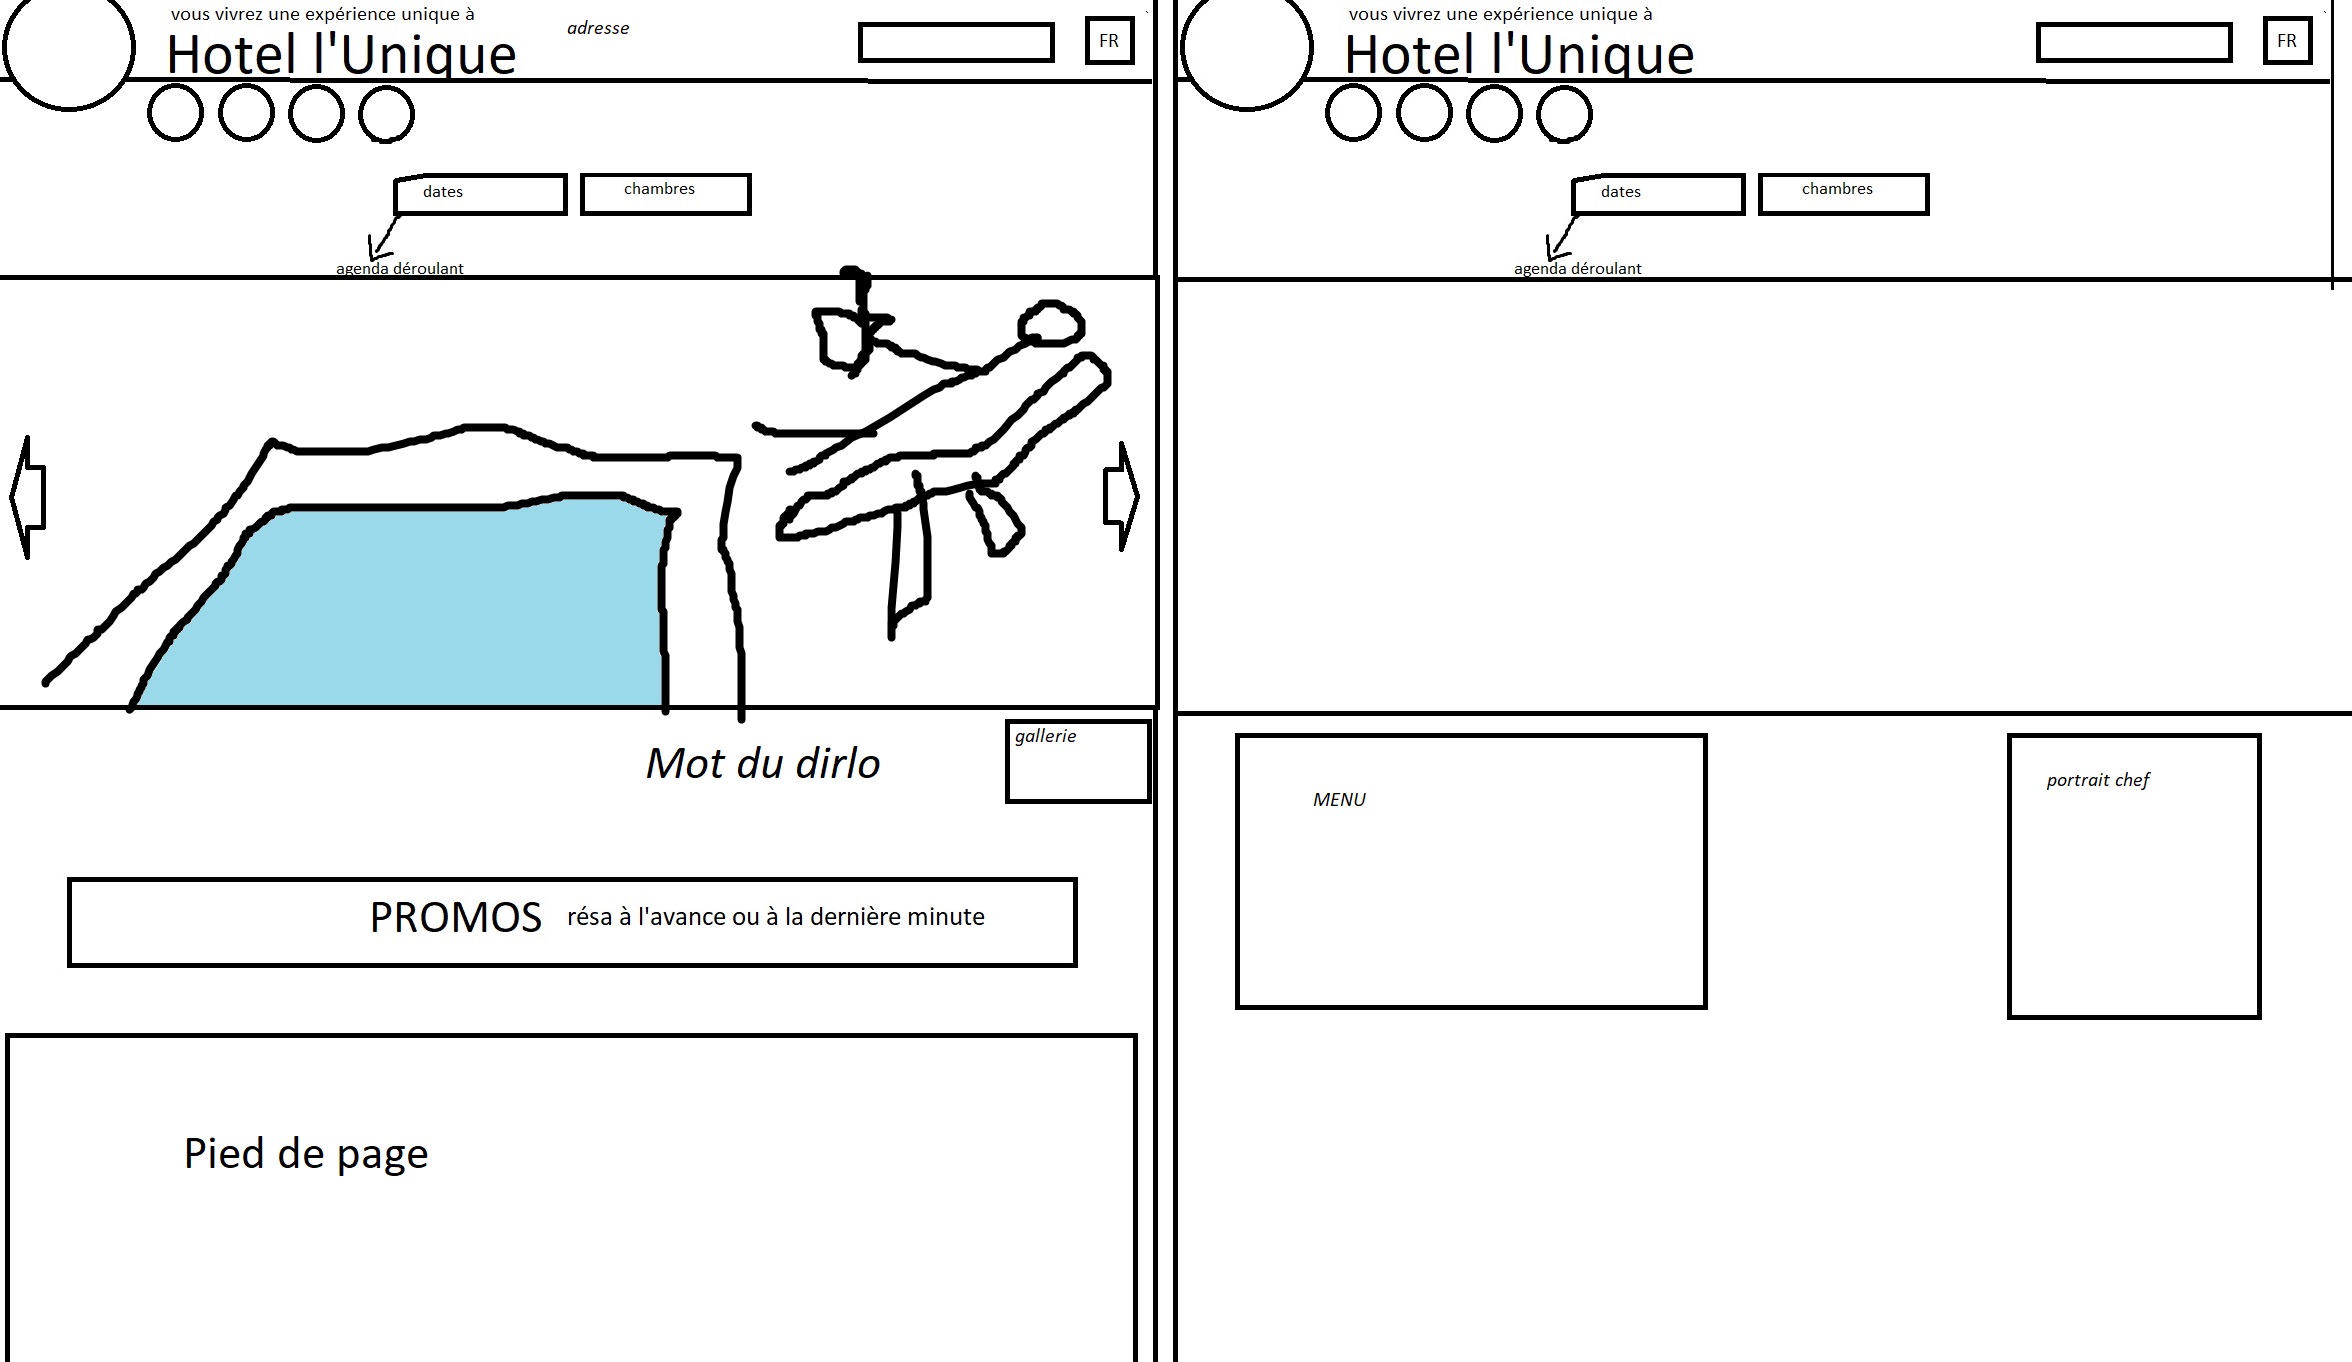 vous vivrez une expérience unique à
Hotel l'Unique
adresse
FR
dates
chambres
agenda déroulant
Mot du dirlo
gallerie
PROMOS résa à l'avance ou à la dernière minute
Pied de page
vous vivrez une expérience unique à
Hotel l'Unique
FR
dates
chambres
agenda déroulant
MENU
portrait chef